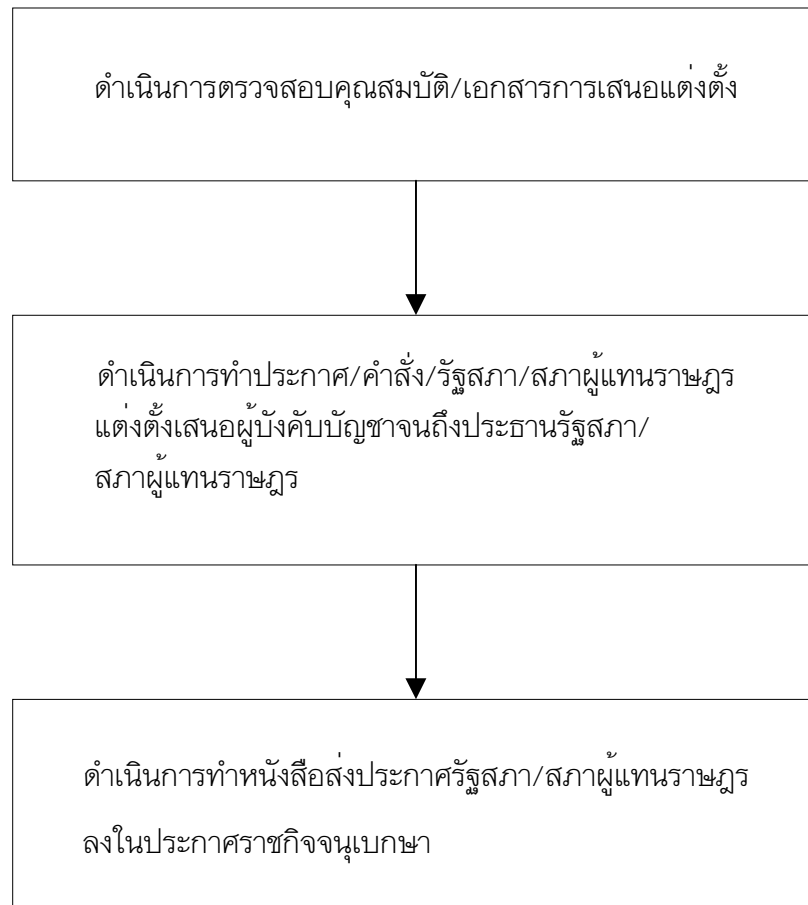 ดำเนินการตรวจสอบคุณสมบัติ/เอกสารการเสนอแต่งตั้ง
ดำเนินการทำประกาศ/คำสั่ง/รัฐสภา/สภาผู้แทนราษฎร
แต่งตั้งเสนอผู้บังคับบัญชาจนถึงประธานรัฐสภา/
สภาผู้แทนราษฎร
ดำเนินการทำหนังสือส่งประกาศรัฐสภา/สภาผู้แทนราษฎร
ลงในประกาศราชกิจจนุเบกษา